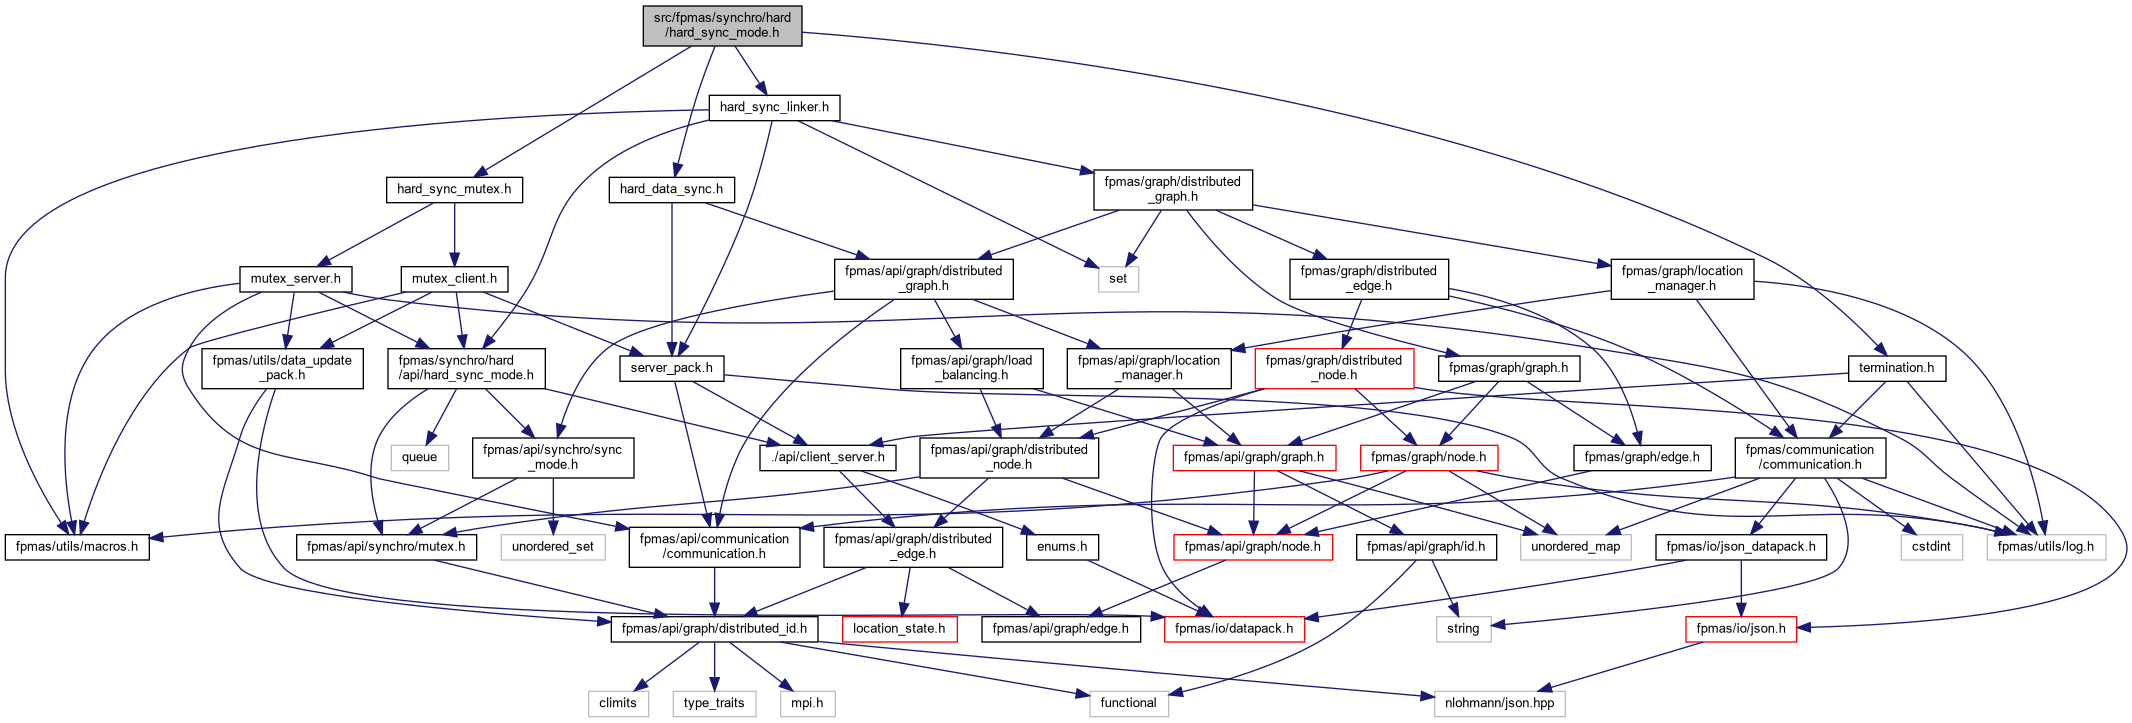 src/fpmas/synchro/hard
/hard_sync_mode.h
hard_sync_linker.h
hard_sync_mutex.h
hard_data_sync.h
fpmas/graph/distributed
_graph.h
mutex_server.h
mutex_client.h
fpmas/api/graph/distributed
_graph.h
set
fpmas/graph/distributed
_edge.h
fpmas/graph/location
_manager.h
fpmas/utils/data_update
_pack.h
fpmas/synchro/hard
/api/hard_sync_mode.h
server_pack.h
fpmas/api/graph/load
_balancing.h
fpmas/api/graph/location
_manager.h
fpmas/graph/distributed
_node.h
fpmas/graph/graph.h
termination.h
queue
fpmas/api/synchro/sync
_mode.h
./api/client_server.h
fpmas/api/graph/distributed
_node.h
fpmas/api/graph/graph.h
fpmas/graph/node.h
fpmas/graph/edge.h
fpmas/communication
/communication.h
fpmas/utils/macros.h
fpmas/api/synchro/mutex.h
unordered_set
fpmas/api/communication
/communication.h
fpmas/api/graph/distributed
_edge.h
enums.h
fpmas/api/graph/node.h
fpmas/api/graph/id.h
unordered_map
fpmas/io/json_datapack.h
cstdint
fpmas/utils/log.h
fpmas/api/graph/distributed_id.h
location_state.h
fpmas/api/graph/edge.h
fpmas/io/datapack.h
string
fpmas/io/json.h
climits
type_traits
mpi.h
functional
nlohmann/json.hpp